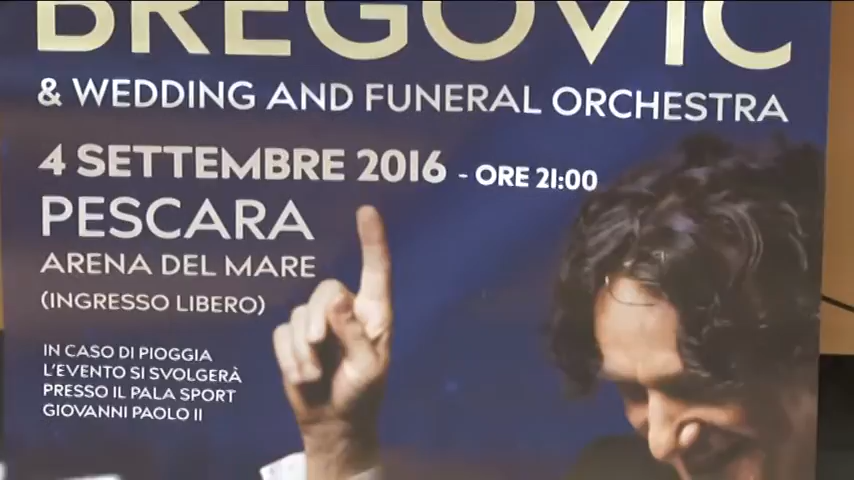 BREGOVIC
& WEDDING AND FUNERAL ORCHESTRA
4 SETTEMBRE 2016 - ORE 21:00
PESCARA
ARENA DEL MARE
(INGRESSO LIBERO)
IN CASO DI PIOGGIA
L'EVENTO SI SVOLGERÀ
PRESSO IL PALA SPORT
GIOVANNI PAOLO II